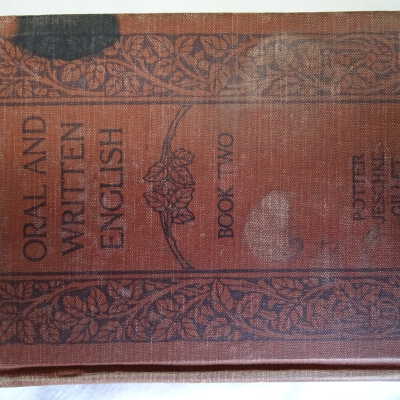 ORAL AND
WRITTEN
ENGLISH
BOOK TWO
POTTER
JESCHKE
GILLET